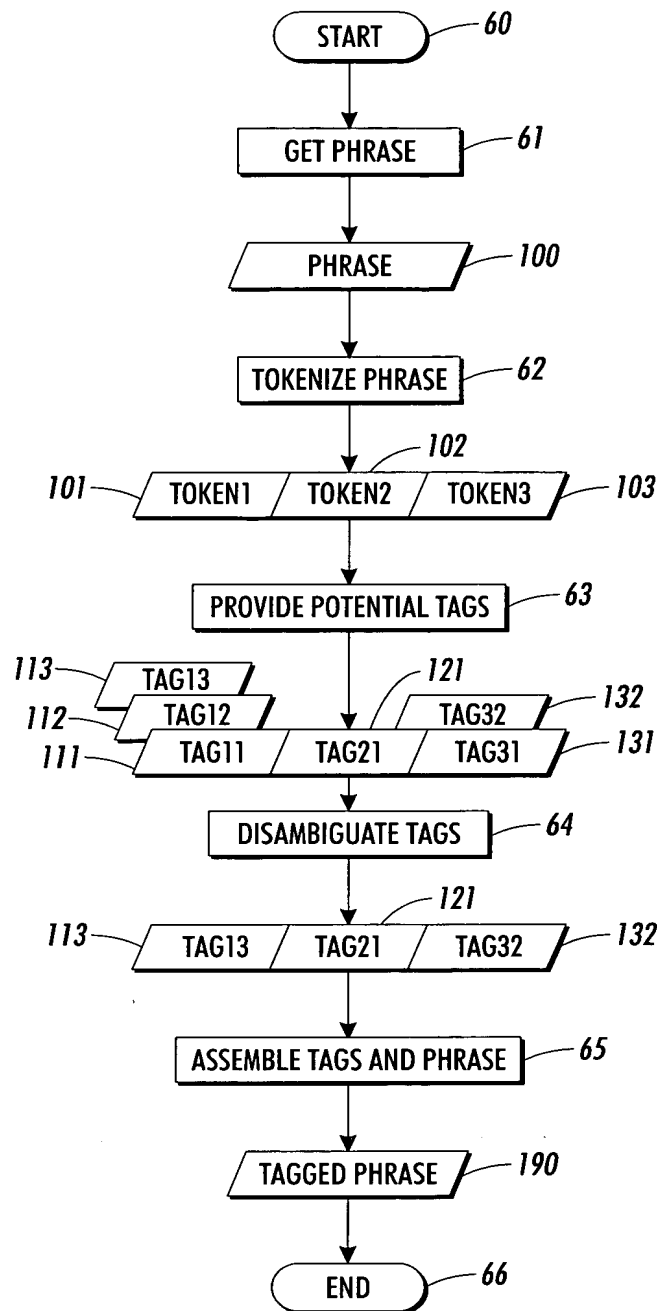 START 60
GET PHRASE 61
PHRASE 100
TOKENIZE PHRASE 62
102
101 TOKEN1 TOKEN2 TOKEN3 103
PROVIDE POTENTIAL TAGS 63
113 TAG13 121
112 TAG12 TAG32 132
111 TAG11 TAG21 TAG31 131
DISAMBIGUATE TAGS 64
121
113 TAG13 TAG21 TAG32 132
ASSEMBLE TAGS AND PHRASE 65
TAGGED PHRASE 190
END 66